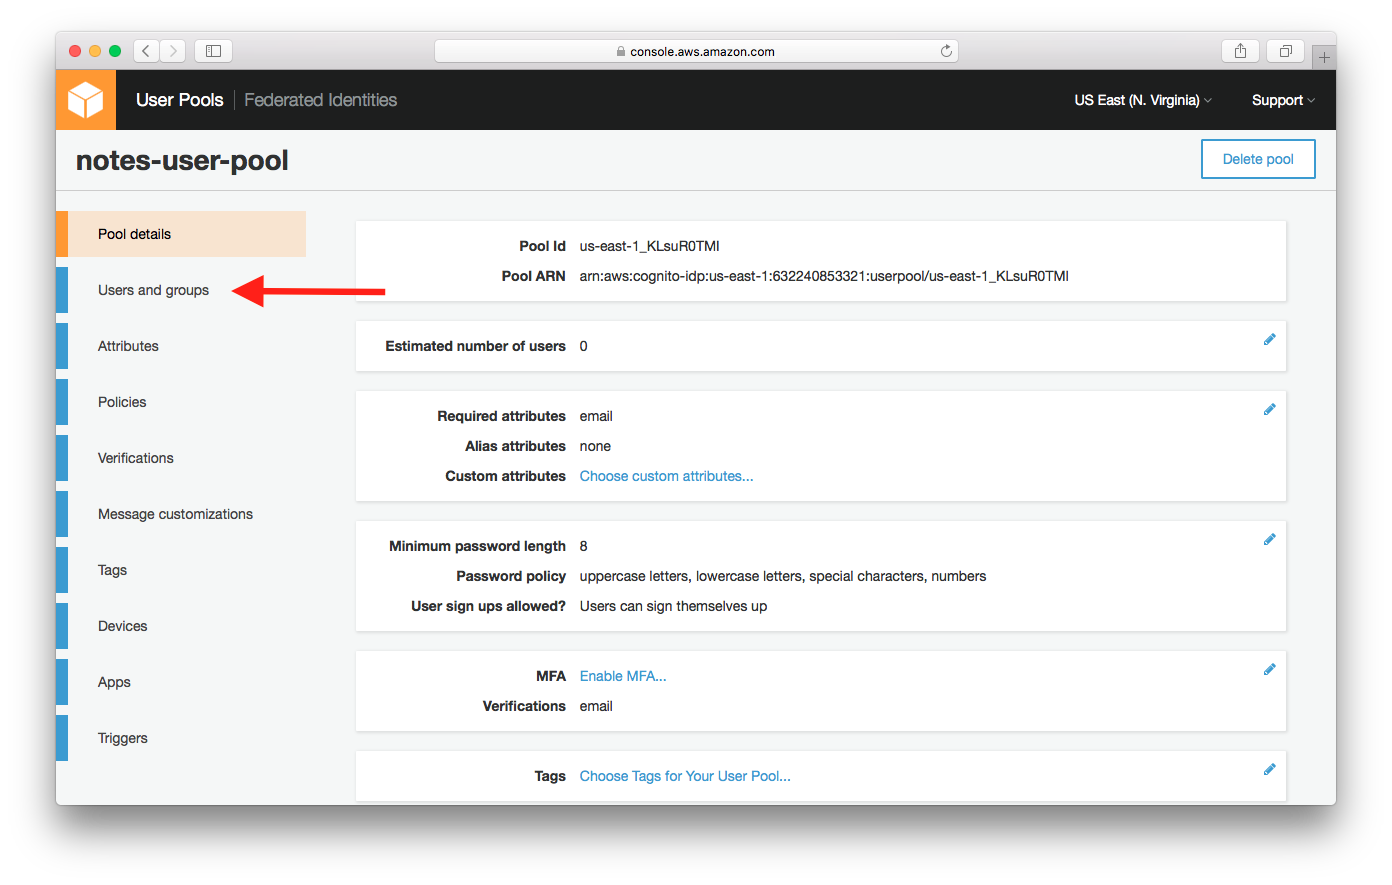 console.aws.amazon.com
User Pools Federated Identities US East (N. Virginia) Support
notes-user-pool Delete pool
Pool details
Users and groups
Attributes
Policies
Verifications
Message customizations
Tags
Devices
Apps
Triggers
Pool Id us-east-1_KLsuR0TMI
Pool ARN arn:aws:cognito-idp:us-east-1:632240853321:userpool/us-east-1_KLsuR0TMI
Estimated number of users 0
Required attributes email
Alias attributes none
Custom attributes Choose custom attributes...
Minimum password length 8
Password policy uppercase letters, lowercase letters, special characters, numbers
User sign ups allowed? Users can sign themselves up
MFA Enable MFA...
Verifications email
Tags Choose Tags for Your User Pool...